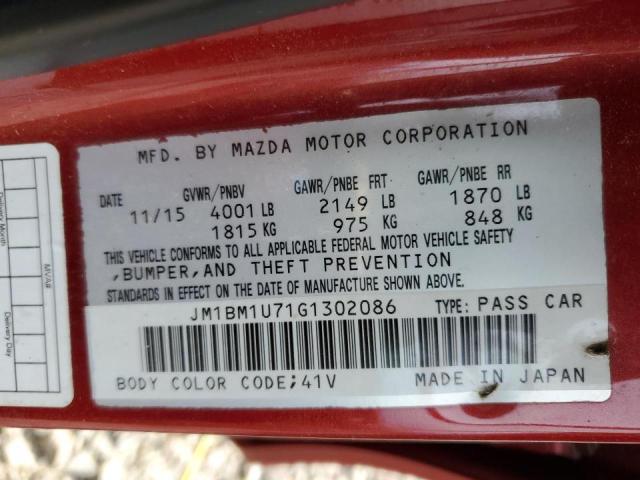 MFD. BY MAZDA MOTOR CORPORATION
DATE GVWR/PNBV GAWR/PNBE FRT GAWR/PNBE RR
11/15 4001 LB 2149 LB 1870 LB
1815 KG 975 KG 848 KG
THIS VEHICLE CONFORMS TO ALL APPLICABLE FEDERAL MOTOR VEHICLE SAFETY
,BUMPER,AND THEFT PREVENTION
STANDARDS IN EFFECT ON THE DATE OF MANUFACTURE SHOWN ABOVE.
JM1BM1U71G1302086 TYPE: PASS CAR
BODY COLOR CODE;41V MADE IN JAPAN
Delivery Month
MVA#